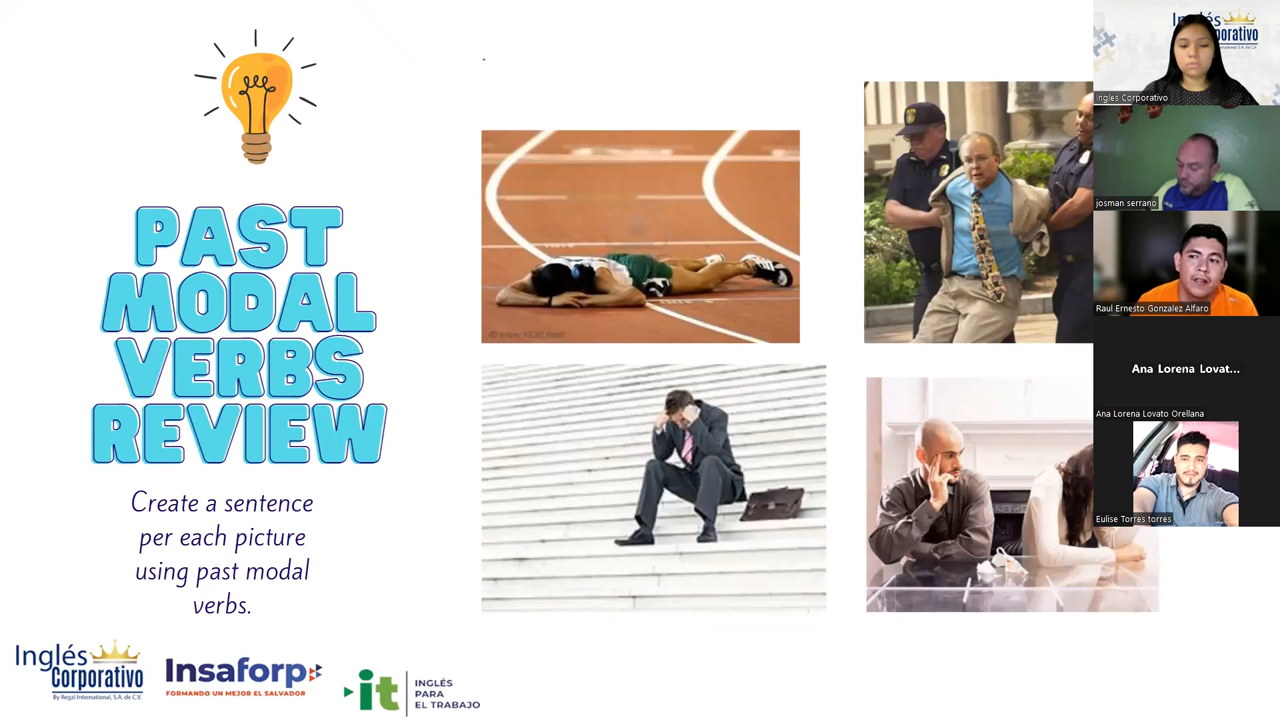 PAST
MODAL
VERBS
REVIEW
Create a sentence
per each picture
using past modal
verbs.
Inglés
Corporativo
By Regal International, S.A. de C.V.
Insaforp
FORMANDO UN MEJOR EL SALVADOR
it
INGLÉS
PARA
EL TRABAJO
Ingles Corporativo
josman serrano
Raul Ernesto Gonzalez Alfaro
Ana Lorena Lovat...
Ana Lorena Lovato Orellana
Eulise Torres torres